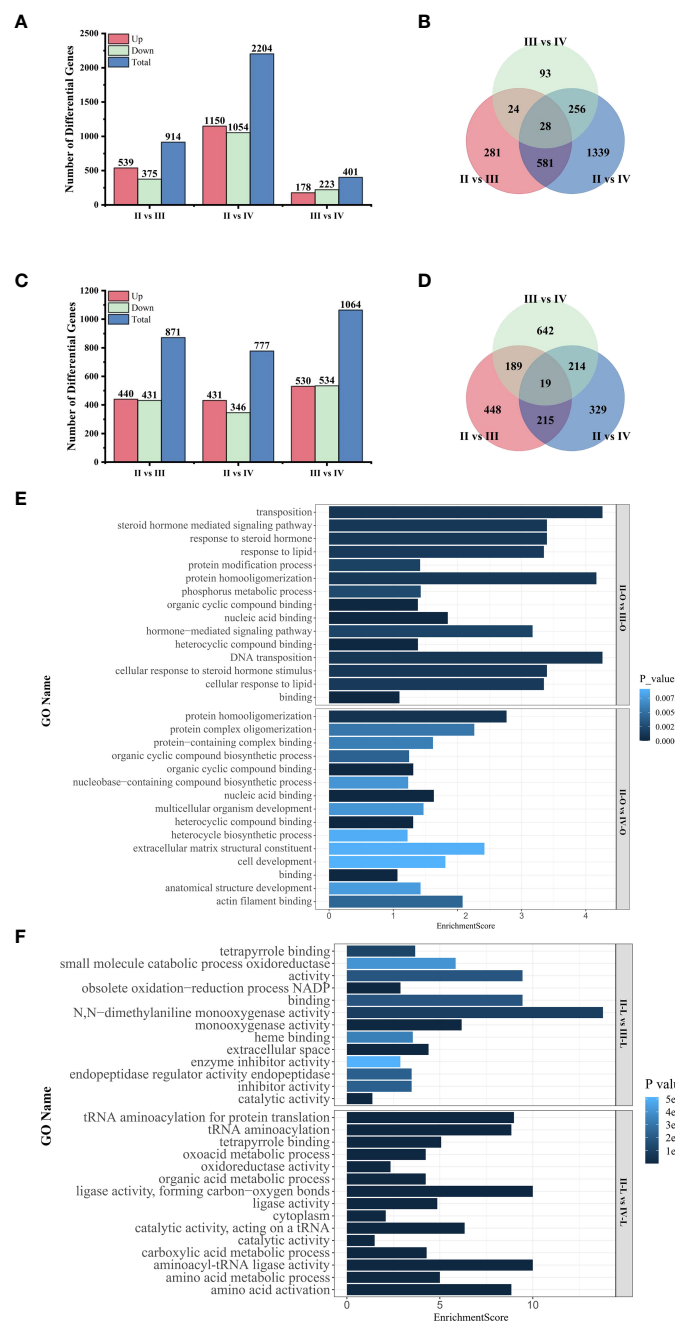 A
Number of Differential Genes
2500
2000
1500
1000
500
0
Up
Down
Total
539
375
914
1150
1054
2204
178
223
401
II vs III
II vs IV
III vs IV
B
III vs IV
93
24
256
28
281
581
1339
II vs III
II vs IV
C
Number of Differential Genes
1200
1000
800
600
400
200
0
Up
Down
Total
440
431
871
431
346
777
530
534
1064
II vs III
II vs IV
III vs IV
D
III vs IV
642
189
214
19
448
215
329
II vs III
II vs IV
E
GO Name
transposition
steroid hormone mediated signaling pathway
response to steroid hormone
response to lipid
protein modification process
protein homooligomerization
phosphorus metabolic process
organic cyclic compound binding
nucleic acid binding
hormone−mediated signaling pathway
heterocyclic compound binding
DNA transposition
cellular response to steroid hormone stimulus
cellular response to lipid
binding
II-O vs III-O
protein homooligomerization
protein complex oligomerization
protein−containing complex binding
organic cyclic compound biosynthetic process
organic cyclic compound binding
nucleobase−containing compound biosynthetic process
nucleic acid binding
multicellular organism development
heterocyclic compound binding
heterocycle biosynthetic process
extracellular matrix structural constituent
cell development
binding
anatomical structure development
actin filament binding
II-O vs IV-O
0
1
2
3
4
EnrichmentScore
P_value
0.007
0.005
0.002
0.000
F
GO Name
tetrapyrrole binding
small molecule catabolic process oxidoreductase
activity
obsolete oxidation−reduction process NADP
binding
N,N−dimethylaniline monooxygenase activity
monooxygenase activity
heme binding
extracellular space
enzyme inhibitor activity
endopeptidase regulator activity endopeptidase
inhibitor activity
catalytic activity
II-L vs III-L
tRNA aminoacylation for protein translation
tRNA aminoacylation
tetrapyrrole binding
oxoacid metabolic process
oxidoreductase activity
organic acid metabolic process
ligase activity, forming carbon−oxygen bonds
ligase activity
cytoplasm
catalytic activity, acting on a tRNA
catalytic activity
carboxylic acid metabolic process
aminoacyl-tRNA ligase activity
amino acid metabolic process
amino acid activation
II-L vs IV-L
0
5
10
EnrichmentScore
P value
5e
4e
3e
2e
1e